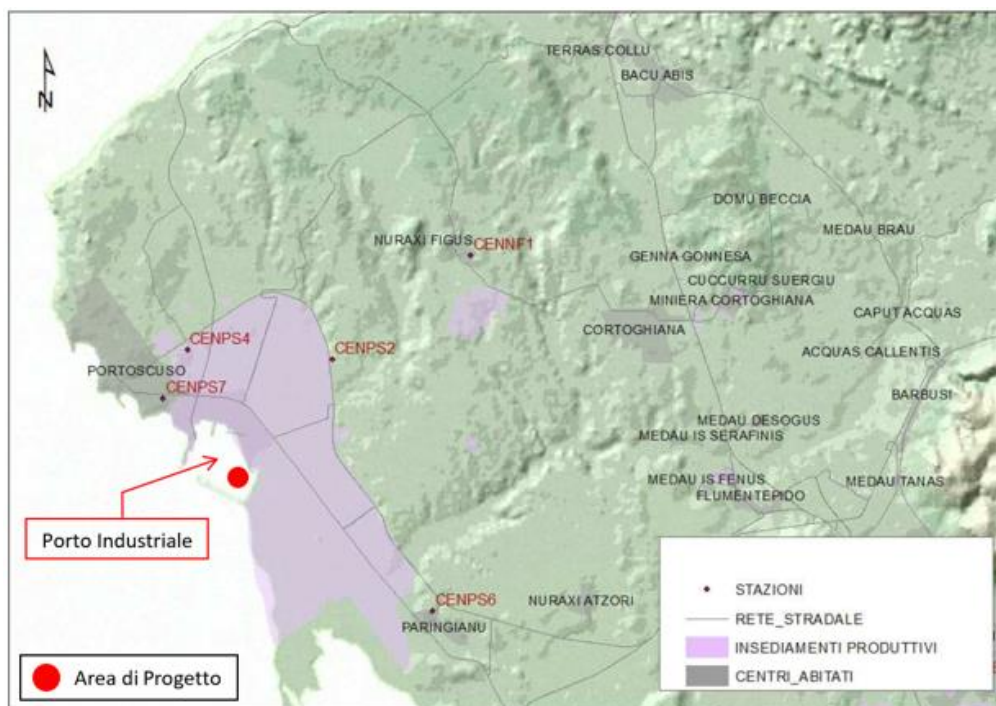 N
TERRAS COLLU
BACU ABIS
DOMU BECCIA
MEDAU BRAU
NURAXI FIGUS
CENNF1
GENNA GONNESA
CUCCURRU SUERGIU
MINIERA CORTOGHIANA
CAPUT ACQUAS
CORTOGHIANA
CENPS4
CENPS2
ACQUAS CALLENTIS
PORTOSCUSO
CENPS7
BARBUSI
MEDAU DESOGUS
MEDAU IS SERAFINIS
MEDAU IS FENUS
MEDAU TANAS
FLUMENTEPIDO
Porto Industriale
CENPS6
NURAXI ATZORI
PARINGIANU
STAZIONI
RETE_STRADALE
INSEDIAMENTI PRODUTTIVI
CENTRI_ABITATI
Area di Progetto